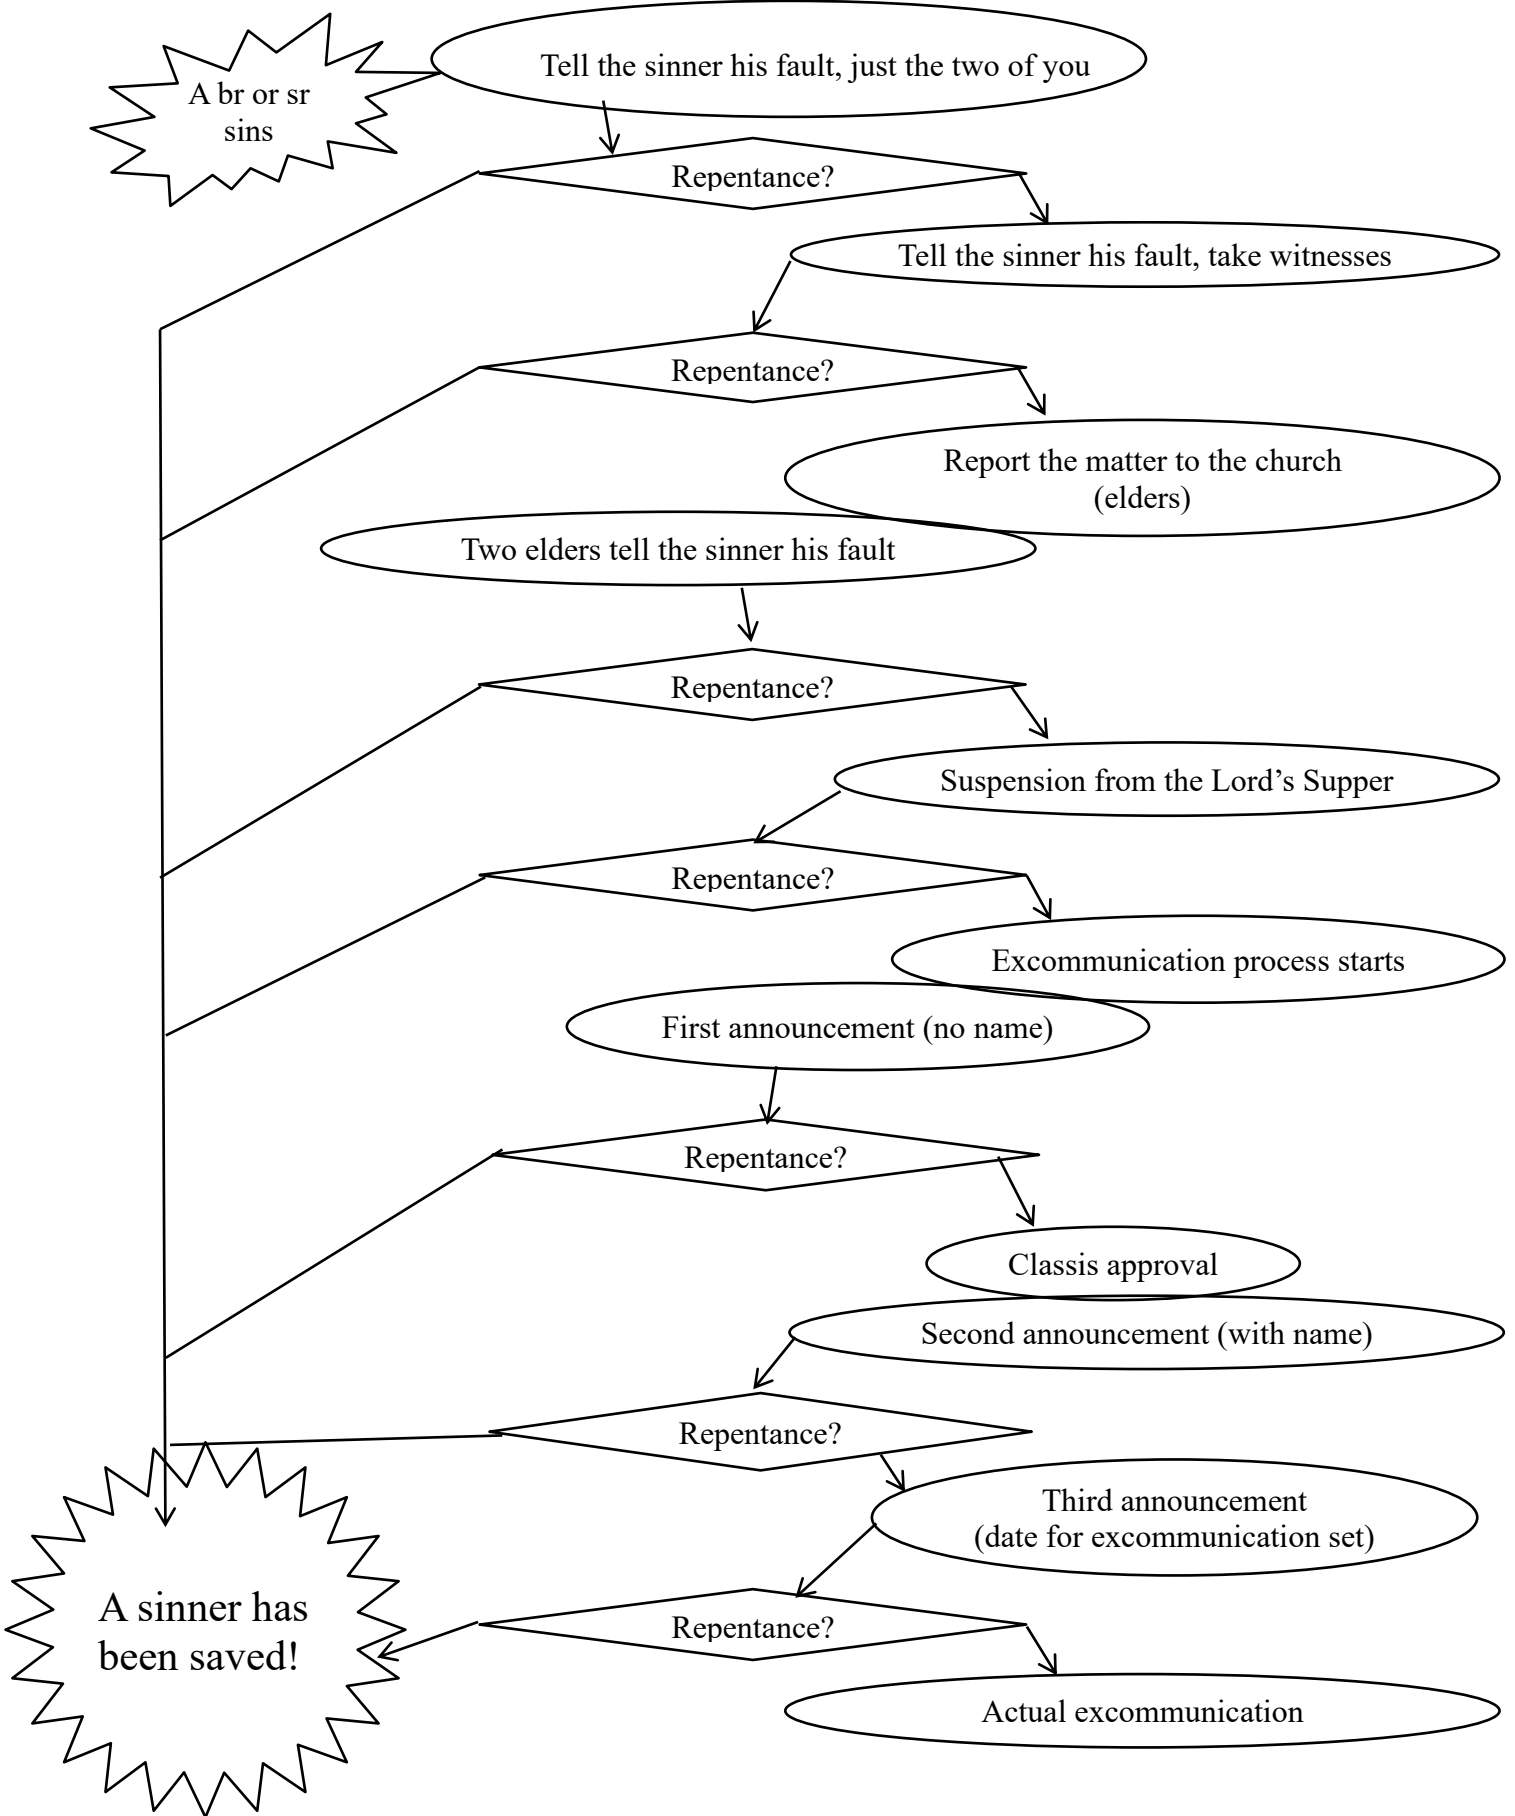 A br or sr
sins
Tell the sinner his fault, just the two of you
Repentance?
Tell the sinner his fault, take witnesses
Repentance?
Report the matter to the church
(elders)
Two elders tell the sinner his fault
Repentance?
Suspension from the Lord’s Supper
Repentance?
Excommunication process starts
First announcement (no name)
Repentance?
Classis approval
Second announcement (with name)
Repentance?
Third announcement
(date for excommunication set)
A sinner has
been saved!
Repentance?
Actual excommunication